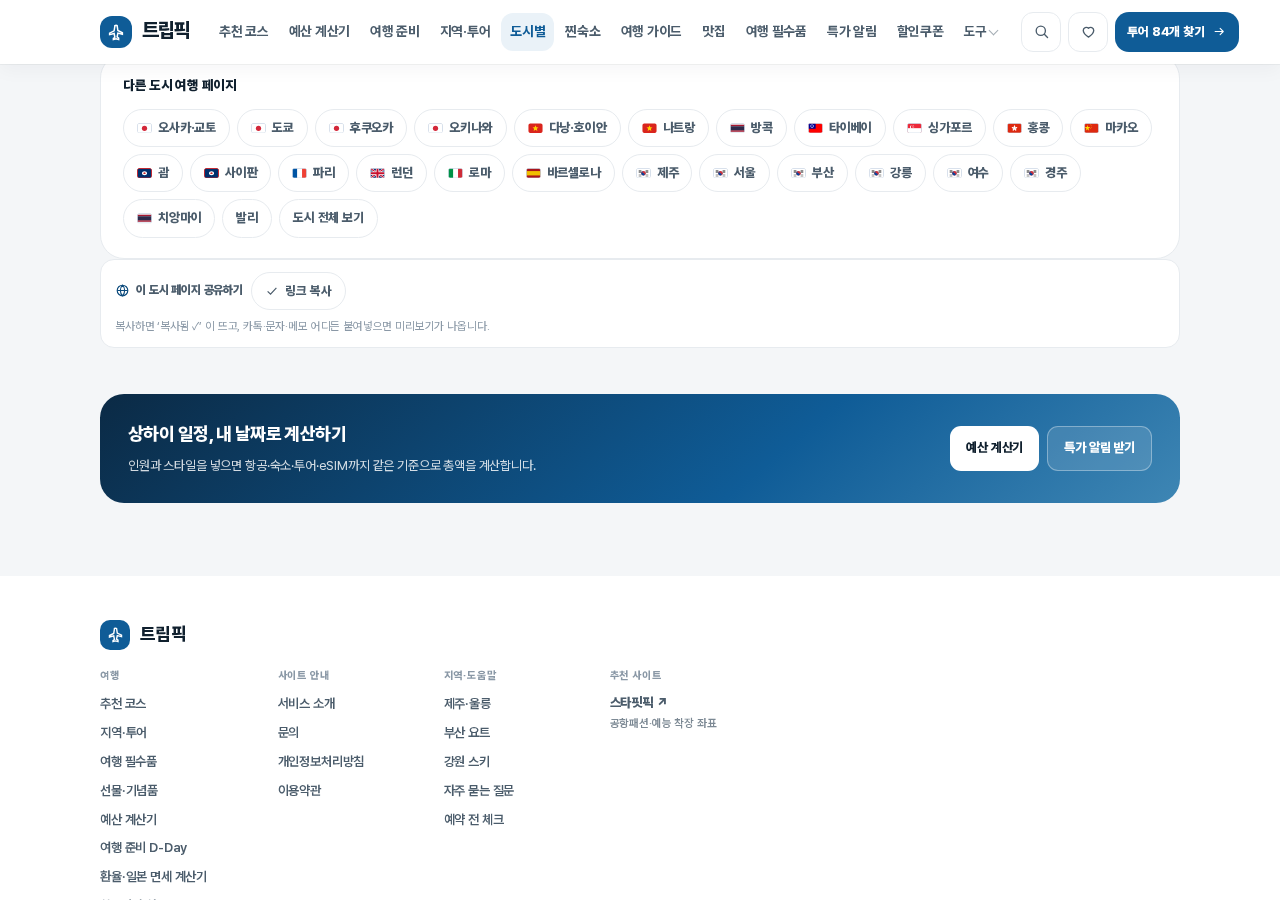 트립픽 추천 코스 예산 계산기 여행 준비 지역·투어 도시별 찐숙소 여행 가이드 맛집 여행 필수품 특가 알림 할인쿠폰 도구 투어 84개 찾기 →
다른 도시 여행 페이지
오사카·교토 도쿄 후쿠오카 오키나와 다낭·호이안 나트랑 방콕 타이베이 싱가포르 홍콩 마카오
괌 사이판 파리 런던 로마 바르셀로나 제주 서울 부산 강릉 여수 경주
치앙마이 발리 도시 전체 보기
이 도시 페이지 공유하기 ✓ 링크 복사
복사하면 '복사됨 ✓' 이 뜨고, 카톡·문자·메모 어디든 붙여넣으면 미리보기가 나옵니다.
상하이 일정, 내 날짜로 계산하기
인원과 스타일을 넣으면 항공·숙소·투어·eSIM까지 같은 기준으로 총액을 계산합니다.
예산 계산기 특가 알림 받기
트립픽
여행
추천 코스
지역·투어
여행 필수품
선물·기념품
예산 계산기
여행 준비 D-Day
환율·일본 면세 계산기
사이트 안내
서비스 소개
문의
개인정보처리방침
이용약관
지역·도움말
제주·울릉
부산 요트
강원 스키
자주 묻는 질문
예약 전 체크
추천 사이트
스타핏픽 ↗
공항패션·예능 착장 좌표